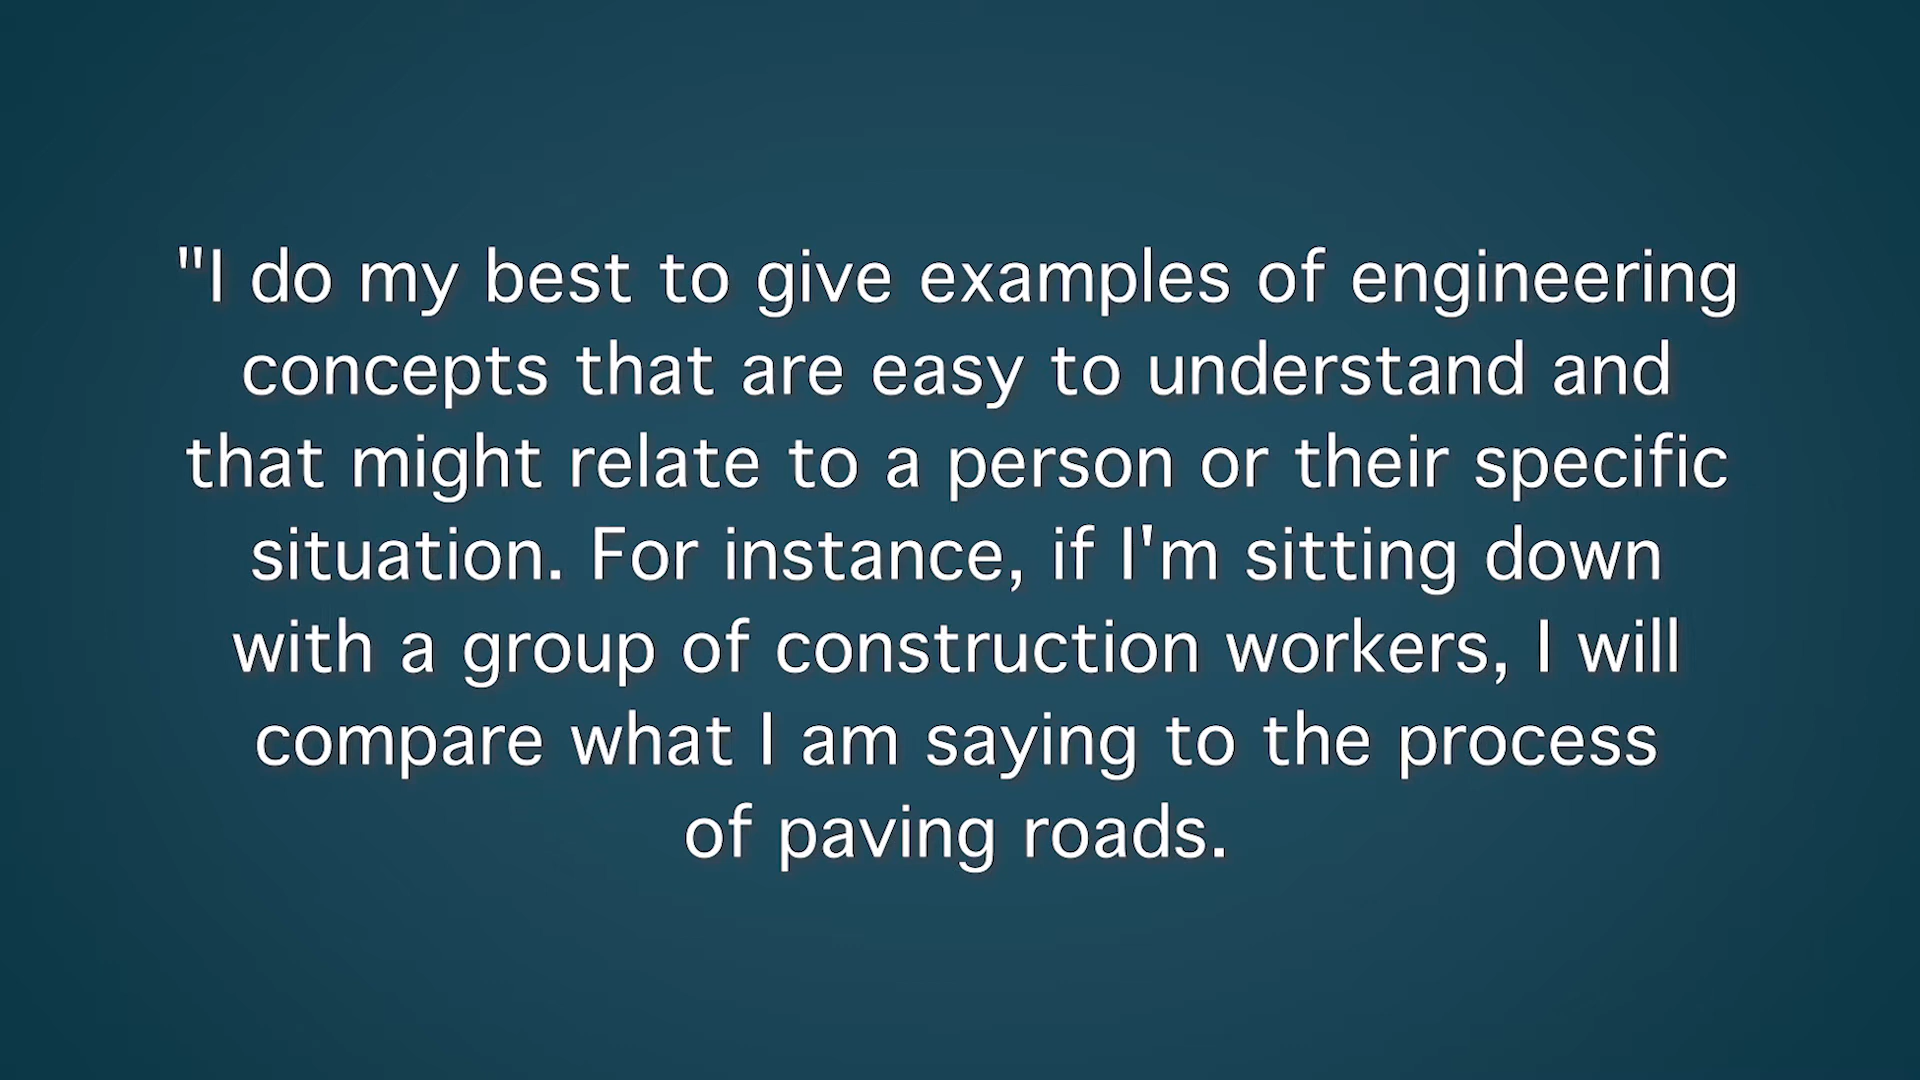 "I do my best to give examples of engineering
concepts that are easy to understand and
that might relate to a person or their specific
situation. For instance, if I'm sitting down
with a group of construction workers, I will
compare what I am saying to the process
of paving roads.